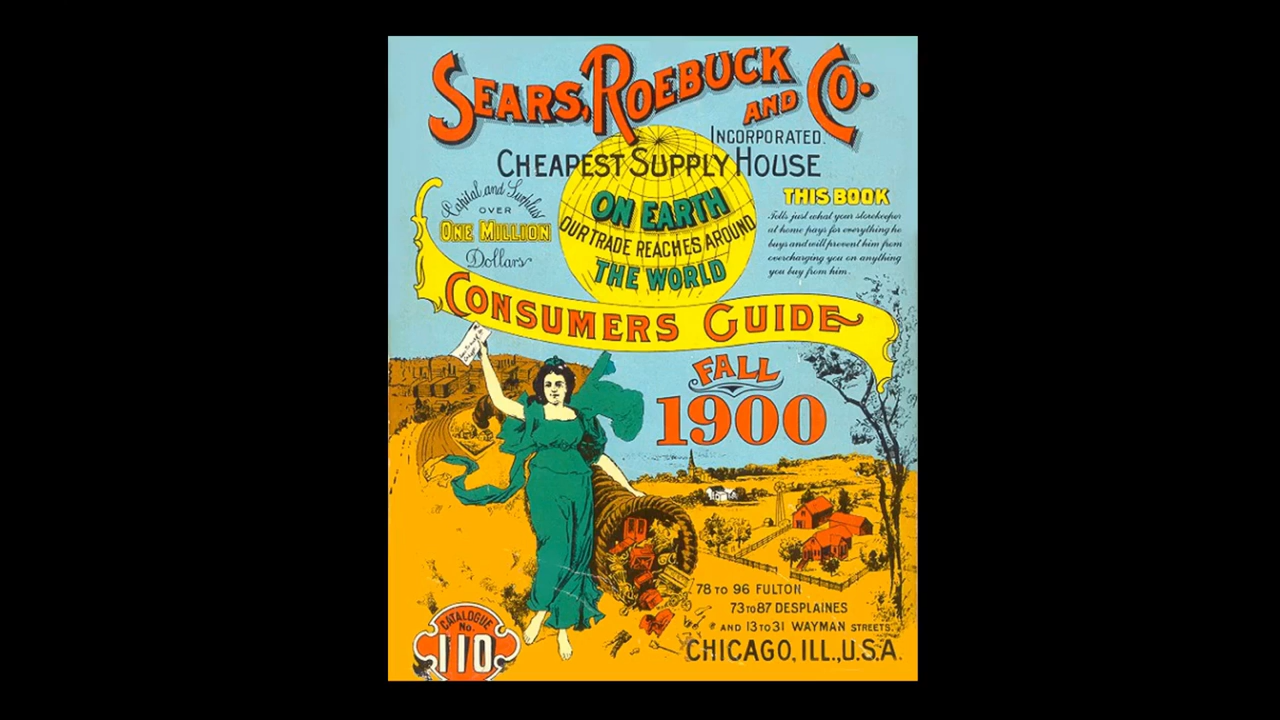 SEARS, ROEBUCK AND CO.
INCORPORATED.
CHEAPEST SUPPLY HOUSE
ON EARTH
OUR TRADE REACHES AROUND
THE WORLD
Capital and Surplus
OVER
ONE MILLION
Dollars
THIS BOOK
Tells just what your storekeeper
at home pays for everything he
buys and will prevent him from
overcharging you on anything
you buy from him.
CONSUMERS GUIDE
FALL
1900
78 TO 96 FULTON
73 TO 87 DESPLAINES
AND 13 TO 31 WAYMAN STREETS.
CHICAGO, ILL., U.S.A.
CATALOGUE
No.
110